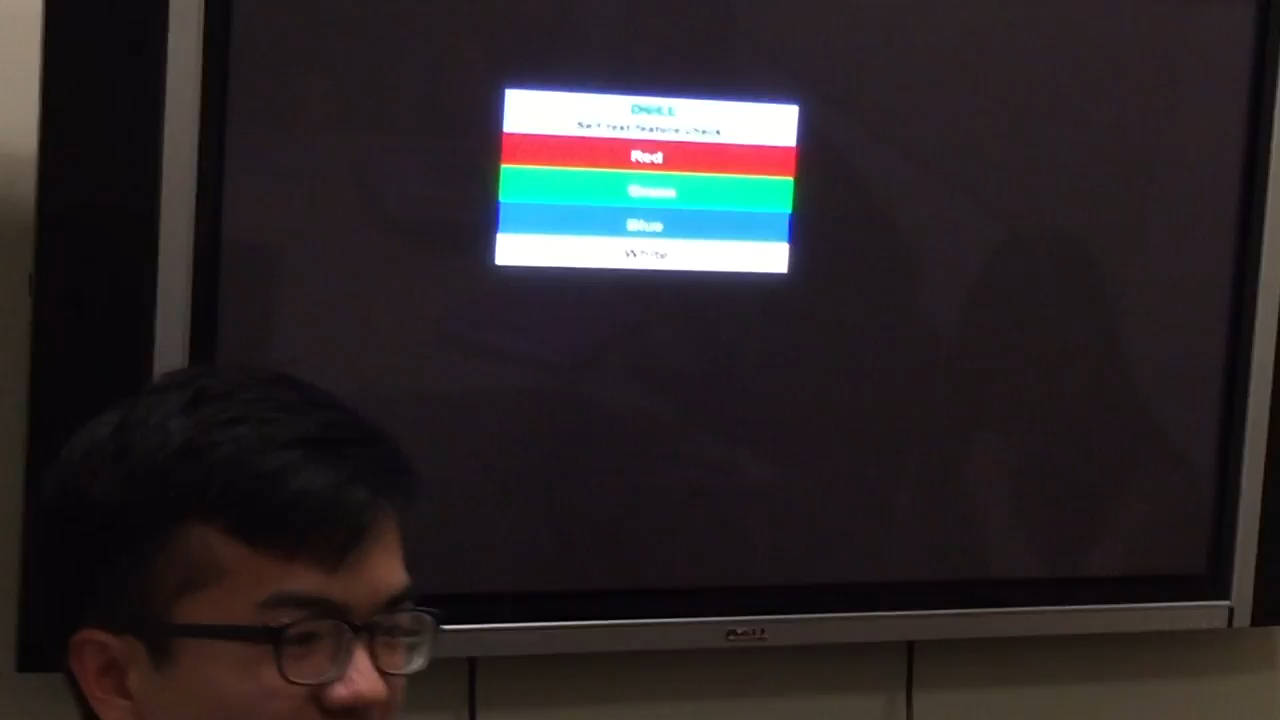 DELL
Self test feature check
Red
Green
Blue
White
DELL